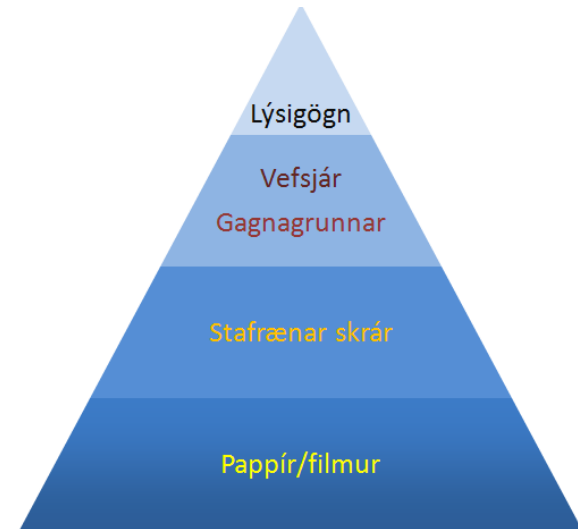 Lýsigögn
Vefsjár
Gagnagrunnar
Stafrænar skrár
Pappír/filmur